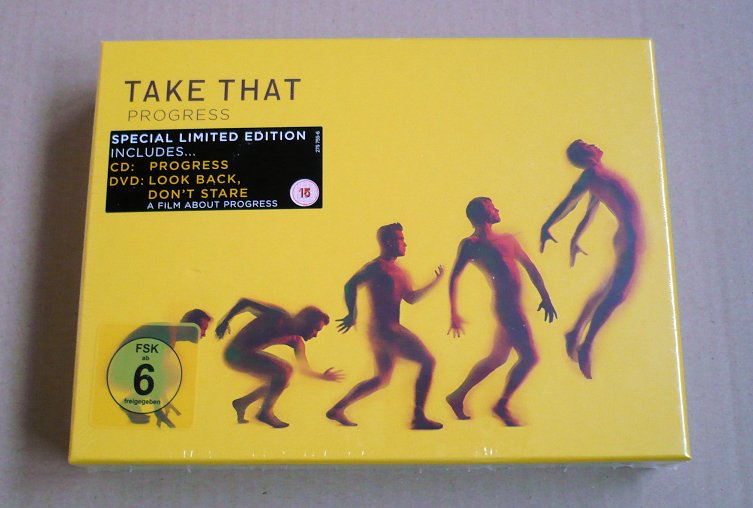 TAKE THAT
PROGRESS
SPECIAL LIMITED EDITION
INCLUDES...
CD: PROGRESS
DVD: LOOK BACK,
DON'T STARE
A FILM ABOUT PROGRESS
15
FSK
ab
6
freigegeben